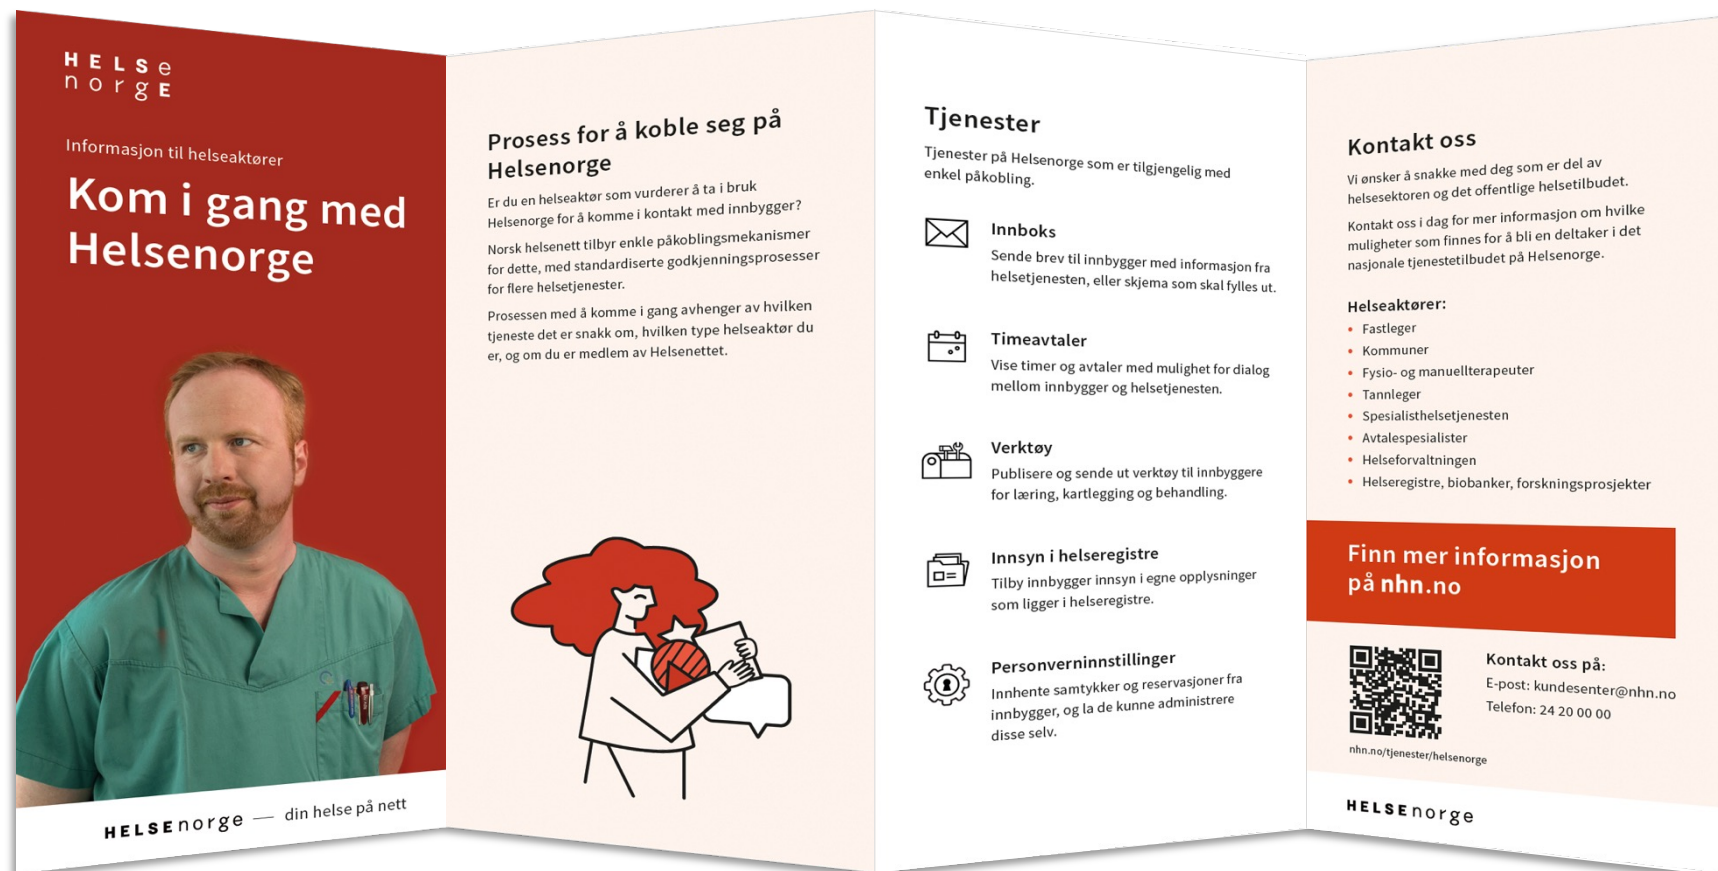 HELSe
norgE
Informasjon til helseaktører
Kom i gang med
Helsenorge
HELSEnorge — din helse på nett
Prosess for å koble seg på
Helsenorge
Er du en helseaktør som vurderer å ta i bruk
Helsenorge for å komme i kontakt med innbygger?
Norsk helsenett tilbyr enkle påkoblingsmekanismer
for dette, med standardiserte godkjenningsprosesser
for flere helsetjenester.
Prosessen med å komme i gang avhenger av hvilken
tjeneste det er snakk om, hvilken type helseaktør du
er, og om du er medlem av Helsenettet.
Tjenester
Tjenester på Helsenorge som er tilgjengelig med
enkel påkobling.
Innboks
Sende brev til innbygger med informasjon fra
helsetjenesten, eller skjema som skal fylles ut.
Timeavtaler
Vise timer og avtaler med mulighet for dialog
mellom innbygger og helsetjenesten.
Verktøy
Publisere og sende ut verktøy til innbyggere
for læring, kartlegging og behandling.
Innsyn i helseregistre
Tilby innbygger innsyn i egne opplysninger
som ligger i helseregistre.
Personverninnstillinger
Innhente samtykker og reservasjoner fra
innbygger, og la de kunne administrere
disse selv.
Kontakt oss
Vi ønsker å snakke med deg som er del av
helsesektoren og det offentlige helsetilbudet.
Kontakt oss i dag for mer informasjon om hvilke
muligheter som finnes for å bli en deltaker i det
nasjonale tjenestetilbudet på Helsenorge.
Helseaktører:
• Fastleger
• Kommuner
• Fysio- og manuellterapeuter
• Tannleger
• Spesialisthelsetjenesten
• Avtalespesialister
• Helseforvaltningen
• Helseregistre, biobanker, forskningsprosjekter
Finn mer informasjon
på nhn.no
Kontakt oss på:
E-post: kundesenter@nhn.no
Telefon: 24 20 00 00
nhn.no/tjenester/helsenorge
HELSEnorge